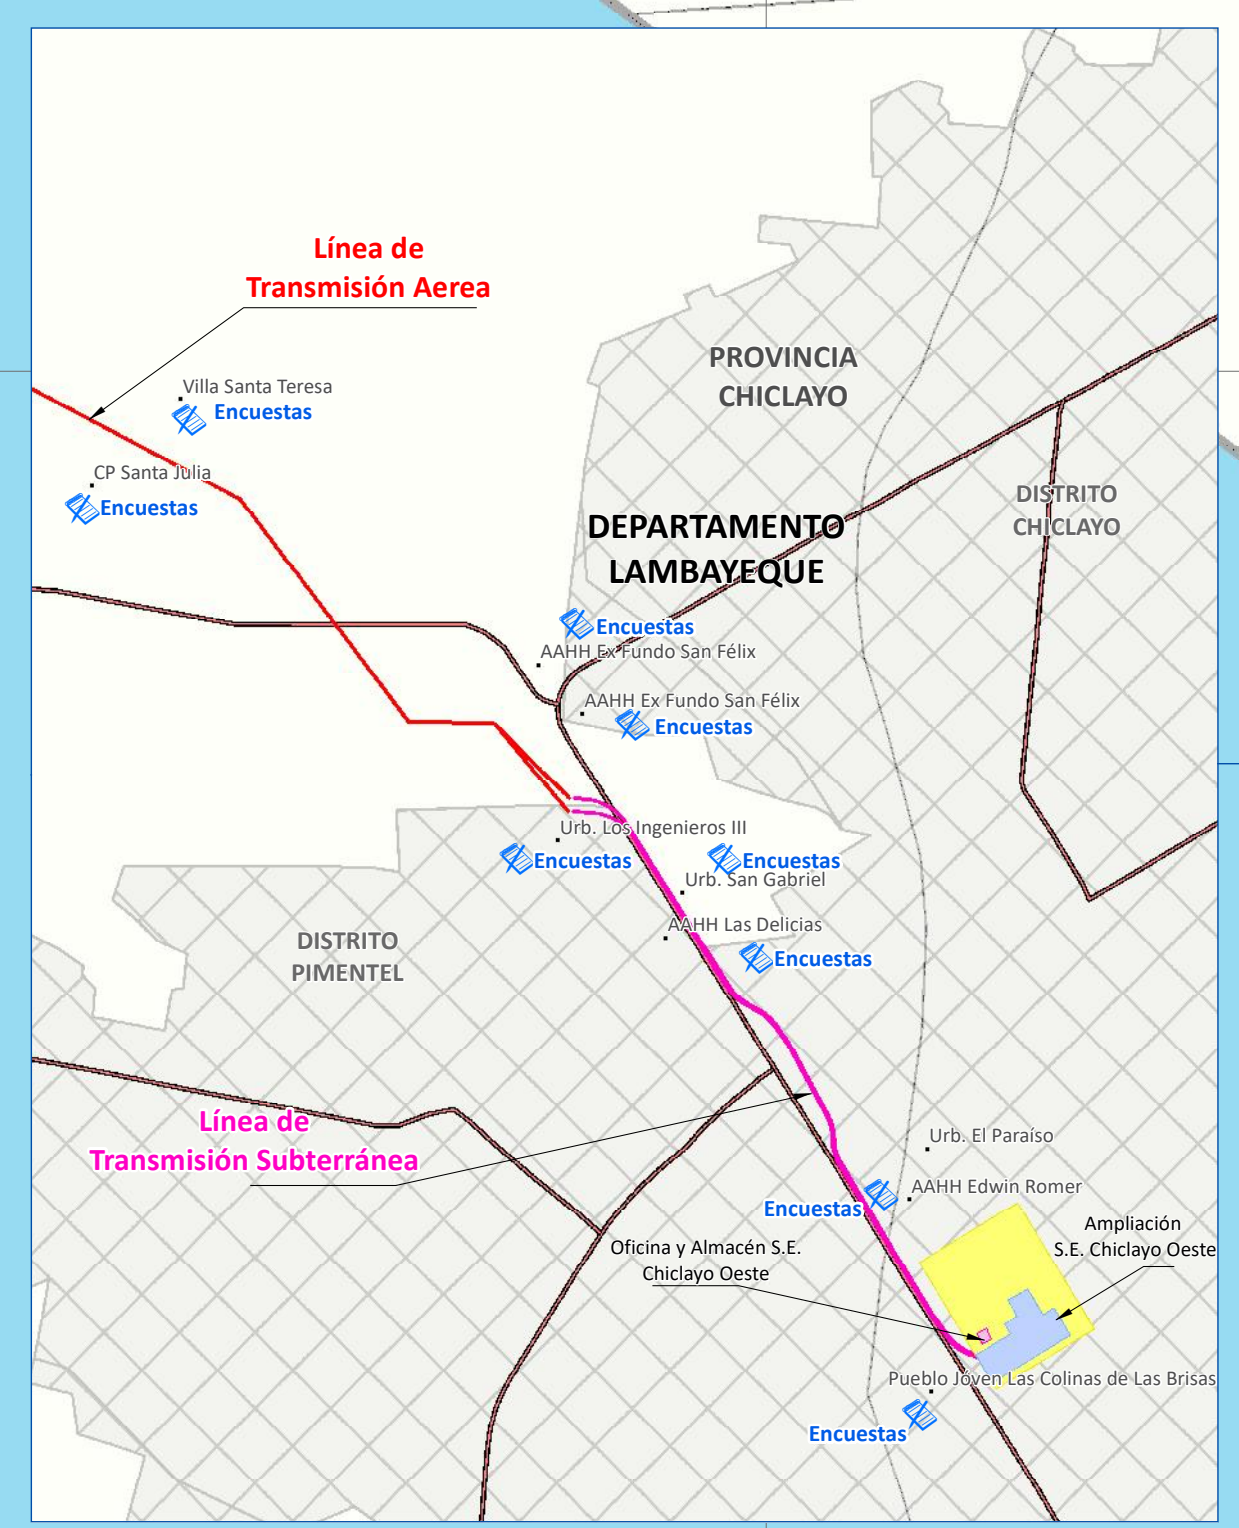 Línea de
Transmisión Aerea
PROVINCIA
CHICLAYO
Villa Santa Teresa
Encuestas
CP Santa Julia
Encuestas
DISTRITO
CHICLAYO
DEPARTAMENTO
LAMBAYEQUE
Encuestas
AAHH Ex Fundo San Félix
AAHH Ex Fundo San Félix
Encuestas
Urb. Los Ingenieros III
Encuestas
Encuestas
Urb. San Gabriel
AAHH Las Delicias
Encuestas
DISTRITO
PIMENTEL
Línea de
Transmisión Subterránea
Urb. El Paraíso
AAHH Edwin Romer
Encuestas
Ampliación
S.E. Chiclayo Oeste
Oficina y Almacén S.E.
Chiclayo Oeste
Pueblo Jóven Las Colinas de Las Brisas
Encuestas